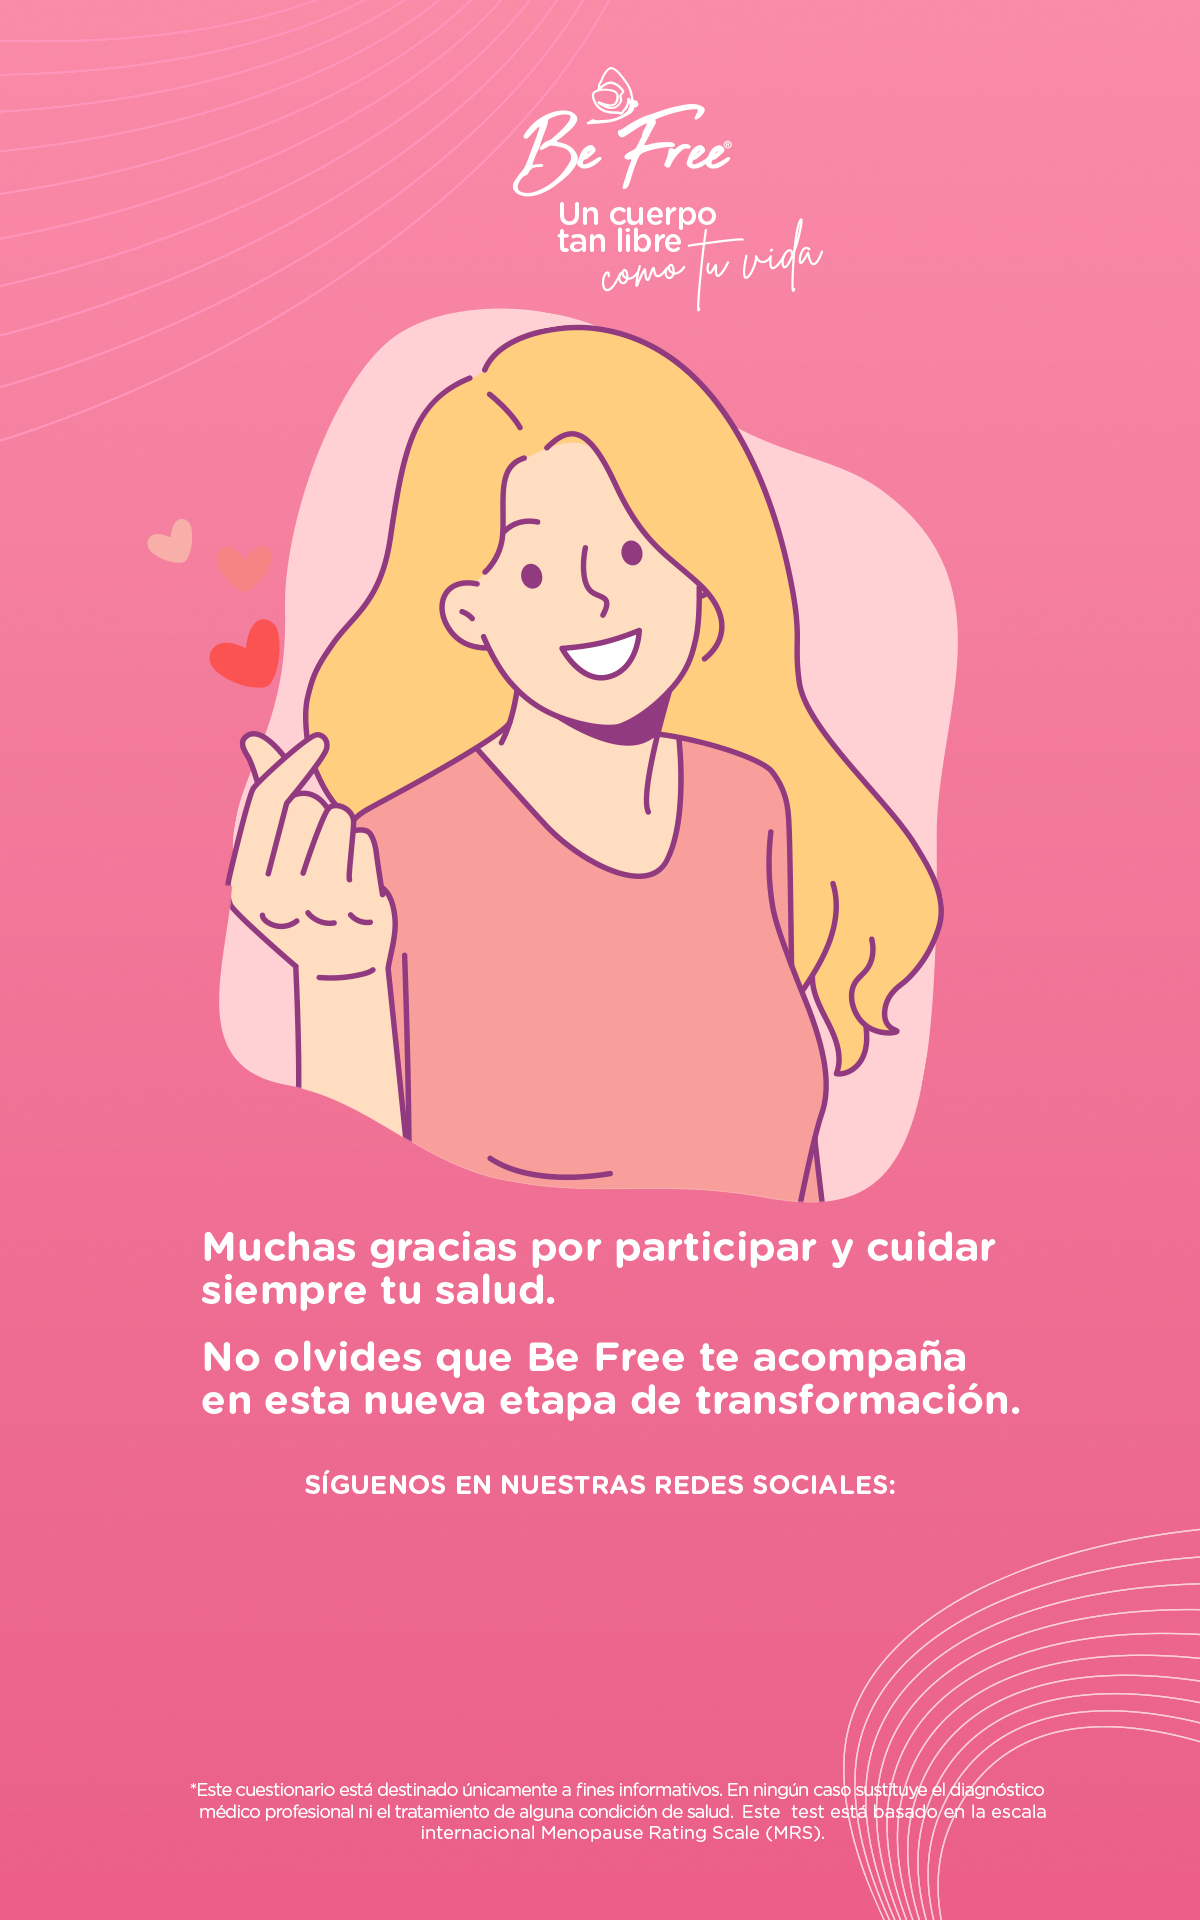 Be Free®
Un cuerpo
tan libre
como tu vida
Muchas gracias por participar y cuidar
siempre tu salud.
No olvides que Be Free te acompaña
en esta nueva etapa de transformación.
SÍGUENOS EN NUESTRAS REDES SOCIALES:
*Este cuestionario está destinado únicamente a fines informativos. En ningún caso sustituye el diagnóstico
médico profesional ni el tratamiento de alguna condición de salud. Este test está basado en la escala
internacional Menopause Rating Scale (MRS).